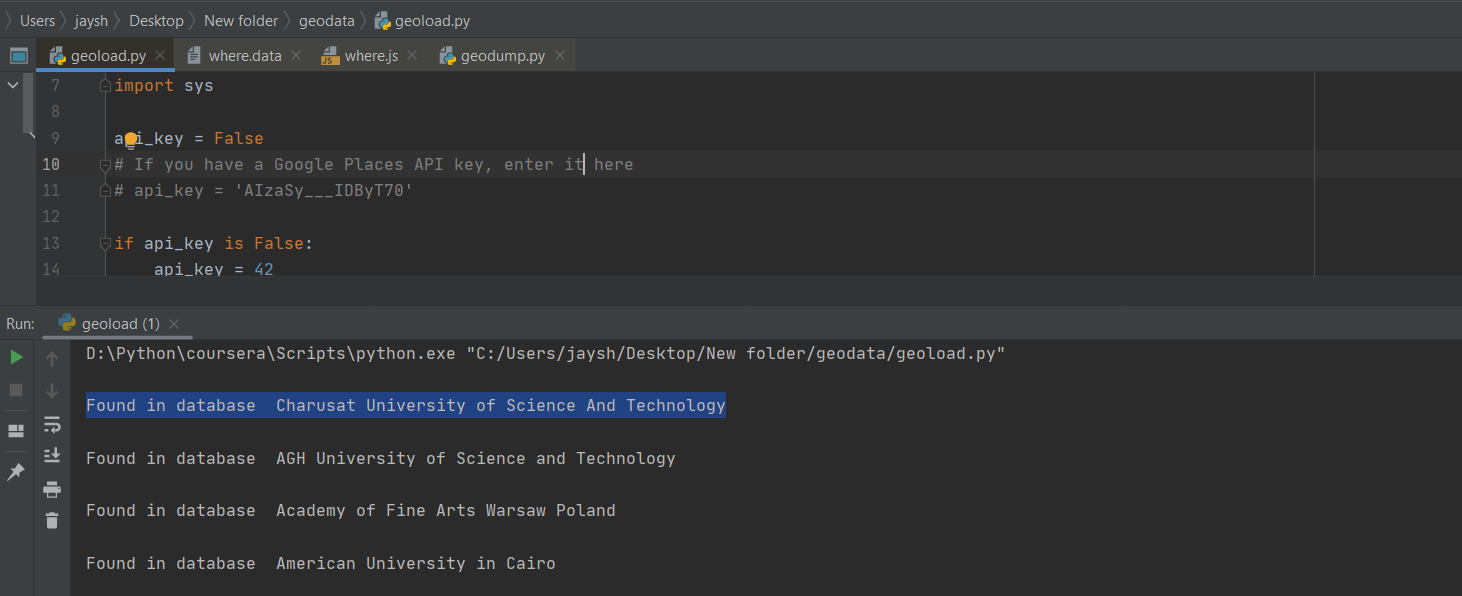 Users jaysh Desktop New folder geodata geoload.py
geoload.py where.data where.js geodump.py
7 import sys
8
9 api_key = False
10 # If you have a Google Places API key, enter it here
11 # api_key = 'AIzaSy___IDByT70'
12
13 if api_key is False:
14 api_key = 42
Run: geoload (1)
D:\Python\coursera\Scripts\python.exe "C:/Users/jaysh/Desktop/New folder/geodata/geoload.py"
Found in database  Charusat University of Science And Technology
Found in database  AGH University of Science and Technology
Found in database  Academy of Fine Arts Warsaw Poland
Found in database  American University in Cairo